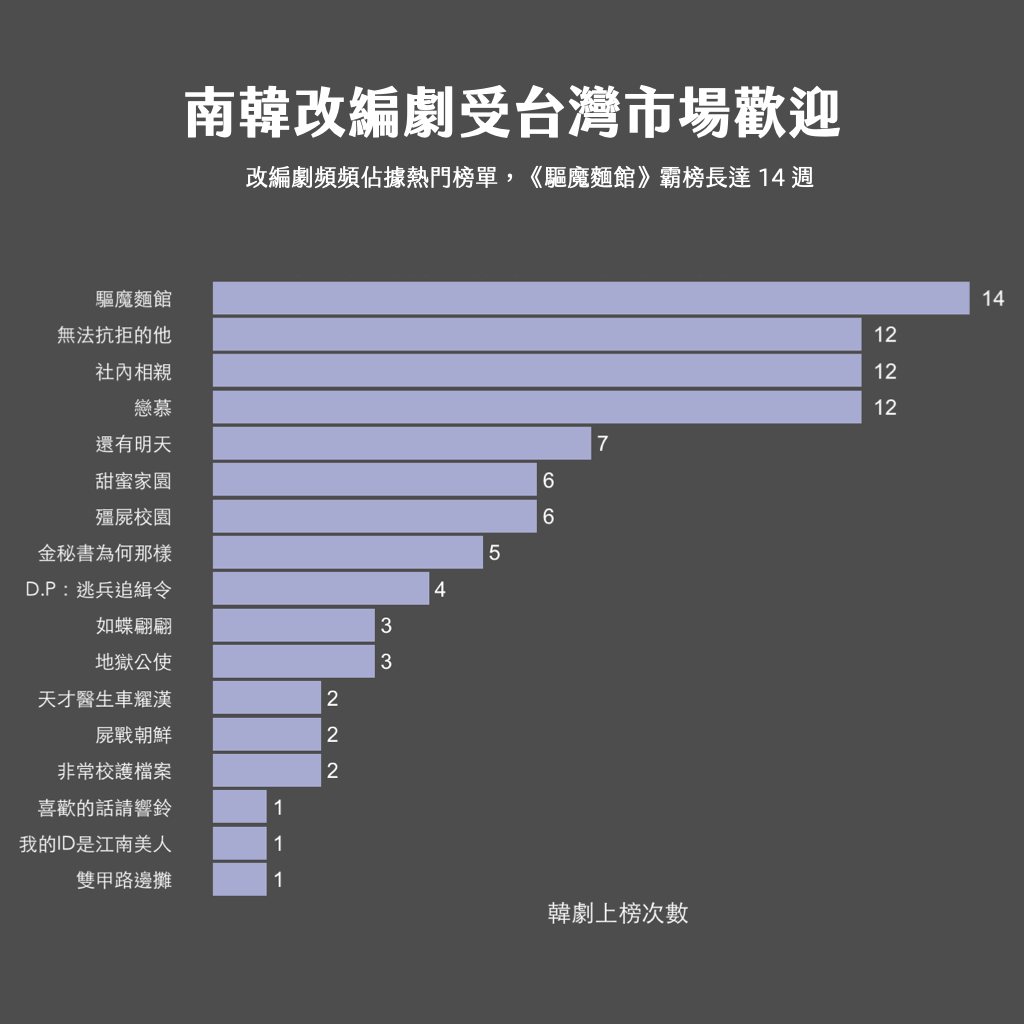 南韓改編劇受台灣市場歡迎
改編劇頻頻佔據熱門榜單，《驅魔麵館》霸榜長達 14 週
驅魔麵館 14
無法抗拒的他 12
社內相親 12
戀慕 12
還有明天 7
甜蜜家園 6
殭屍校園 6
金秘書為何那樣 5
D.P：逃兵追緝令 4
如蝶翩翩 3
地獄公使 3
天才醫生車耀漢 2
屍戰朝鮮 2
非常校護檔案 2
喜歡的話請響鈴 1
我的ID是江南美人 1
雙甲路邊攤 1
韓劇上榜次數